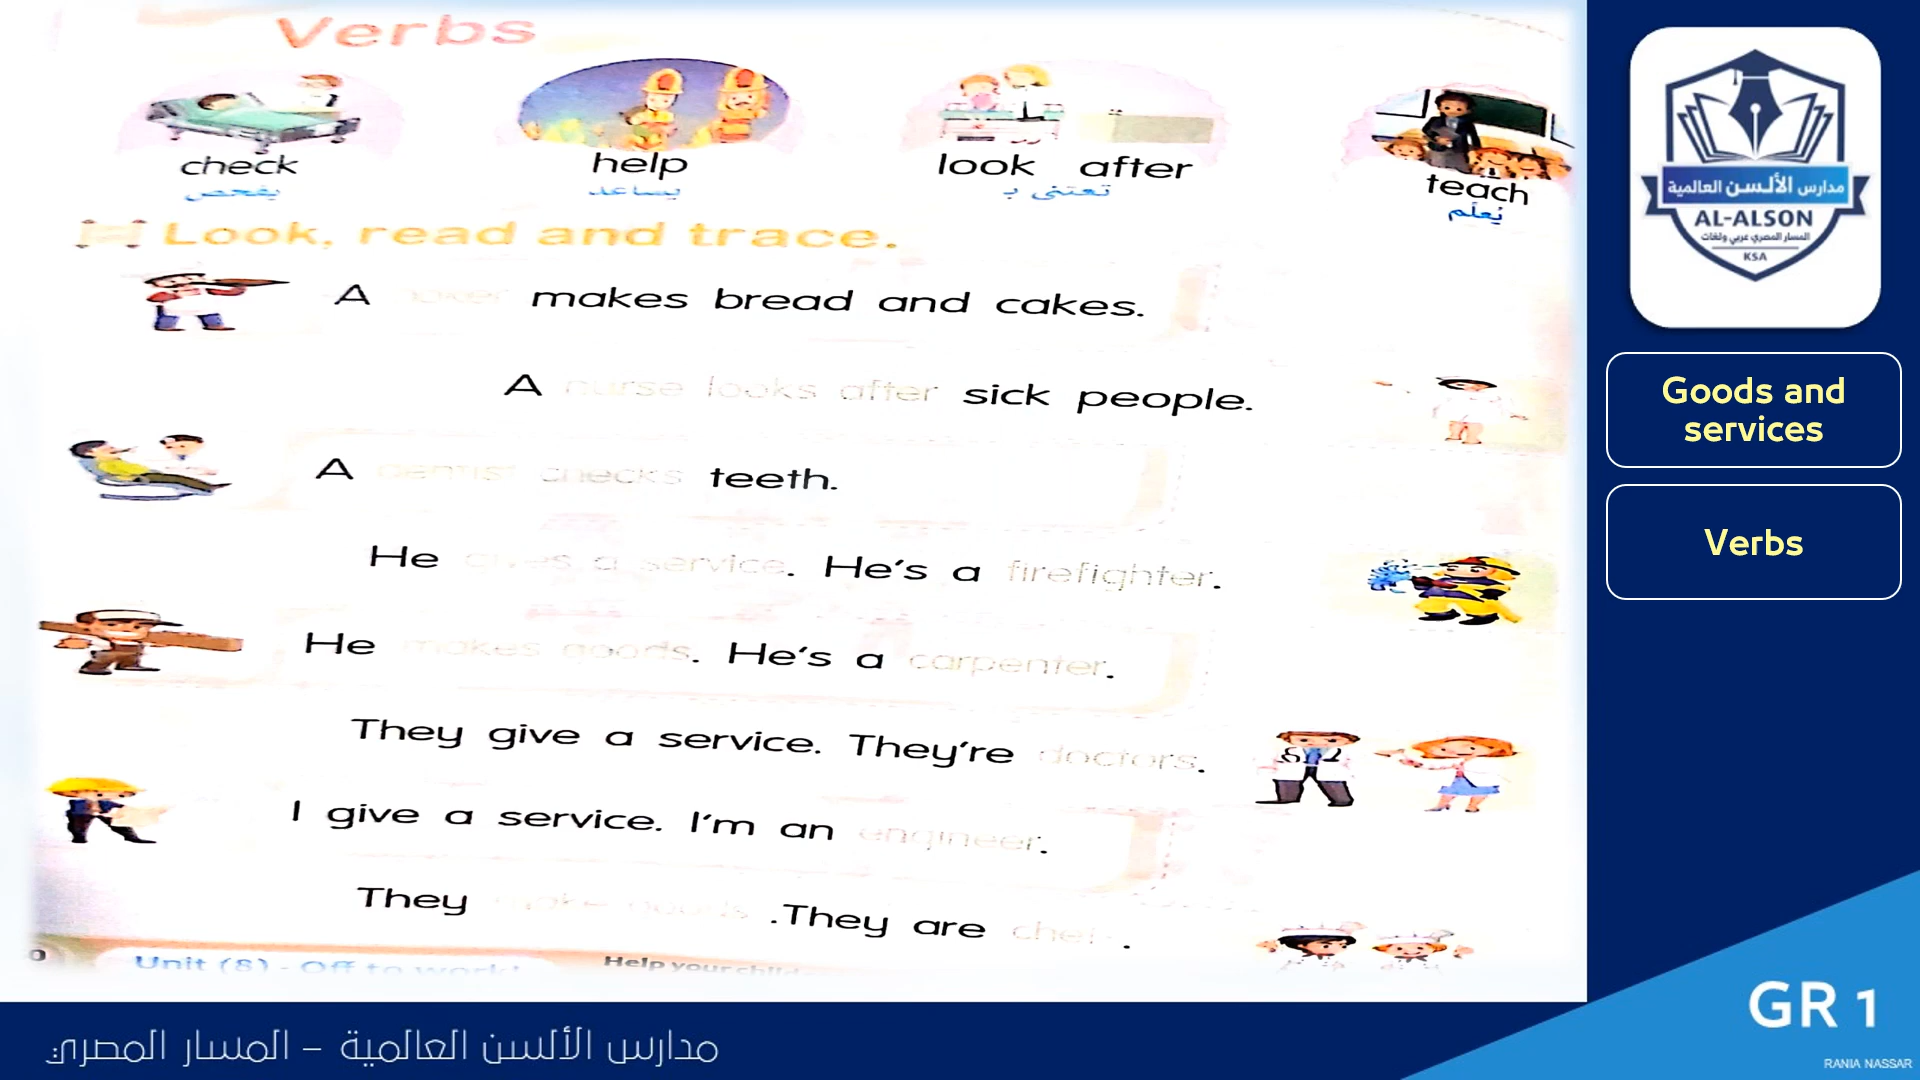 Verbs
check help look after teach
يفحص يساعد تعتنى بـ يُعلّم
Look, read and trace.
A baker makes bread and cakes.
A nurse looks after sick people.
A dentist checks teeth.
He gives a service. He's a firefighter.
He makes goods. He's a carpenter.
They give a service. They're doctors.
I give a service. I'm an engineer.
They make goods .They are chefs.
Unit (8) - Off to work!
Help your child
مدارس الألسن العالمية
AL-ALSON
المسار المصري عربي ولغات
KSA
Goods and
services
Verbs
GR 1
RANIA NASSAR
مدارس الألسن العالمية – المسار المصري